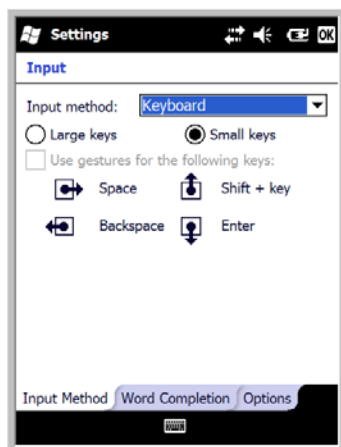 Settings OK
Input
Input method: Keyboard
Large keys Small keys
Use gestures for the following keys:
Space Shift + key
Backspace Enter
Input Method Word Completion Options